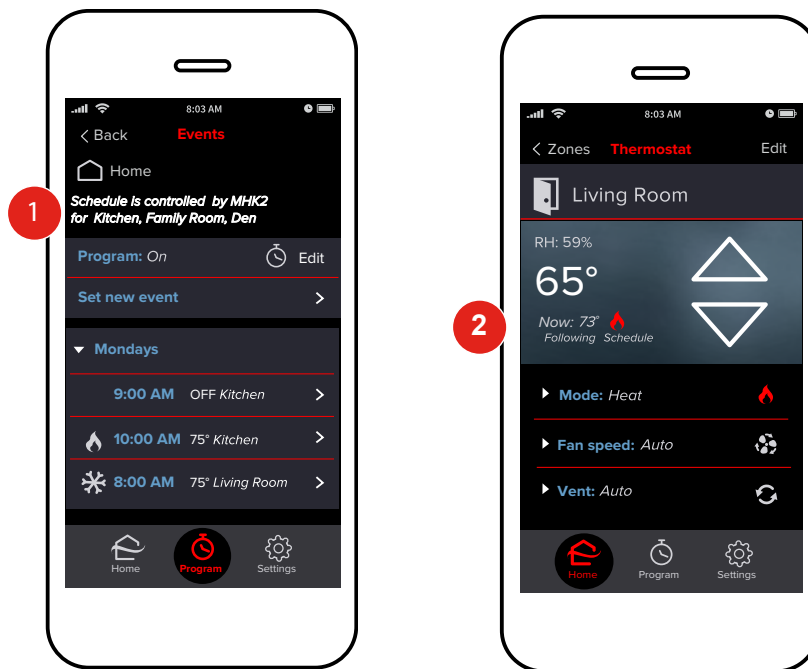 8:03 AM
Back Events
Home
1
Schedule is controlled by MHK2
for Kitchen, Family Room, Den
Program: On Edit
Set new event
Mondays
9:00 AM OFF Kitchen
10:00 AM 75° Kitchen
8:00 AM 75° Living Room
Home Program Settings
8:03 AM
Zones Thermostat Edit
Living Room
RH: 59%
65°
2
Now: 73°
Following Schedule
Mode: Heat
Fan speed: Auto
Vent: Auto
Home Program Settings